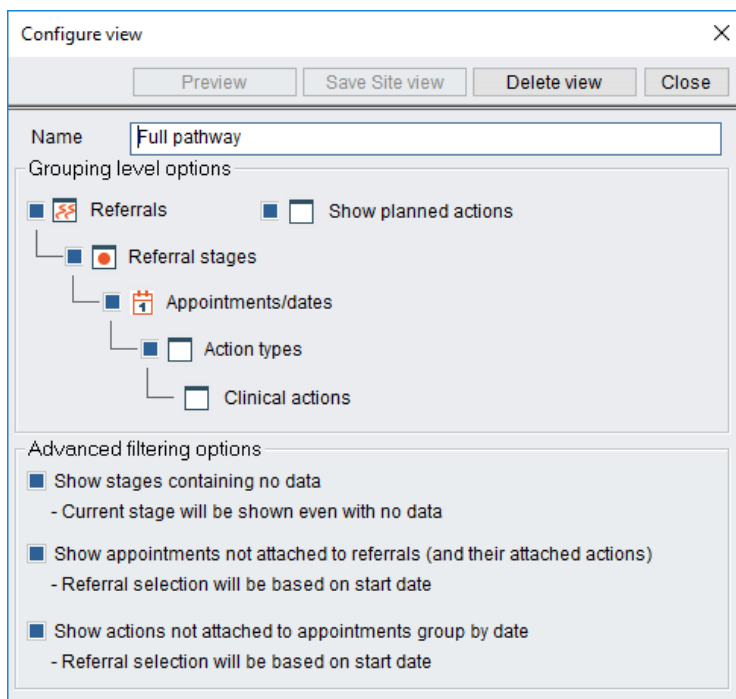 Configure view
Preview Save Site view Delete view Close
Name Full pathway
Grouping level options
Referrals Show planned actions
Referral stages
1 Appointments/dates
Action types
Clinical actions
Advanced filtering options
Show stages containing no data
- Current stage will be shown even with no data
Show appointments not attached to referrals (and their attached actions)
- Referral selection will be based on start date
Show actions not attached to appointments group by date
- Referral selection will be based on start date